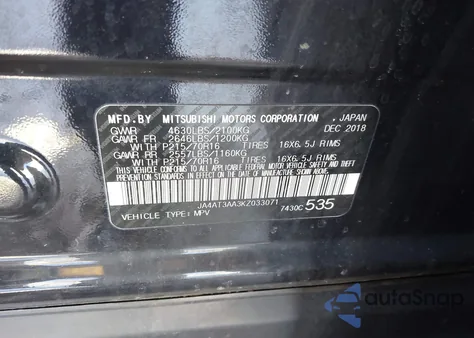 MFD.BY MITSUBISHI MOTORS CORPORATION, JAPAN
GVWR 4630LBS/2100KG DEC 2018
GAWR FR 2646LBS/1200KG
WITH P215/70R16 TIRES 16X6.5J RIMS
GAWR RR 2557LBS/1160KG
WITH P215/70R16 TIRES 16X6.5J RIMS
THIS VEHICLE CONFORMS TO ALL APPLICABLE
FEDERAL MOTOR VEHICLE SAFETY, BUMPER AND
THEFT PREVENTION STANDARDS IN EFFECT ON
THE DATE OF MANUFACTURE SHOWN ABOVE.
JA4AT3AA3KZ033071
VEHICLE TYPE: MPV 7430C 535
autoSnap